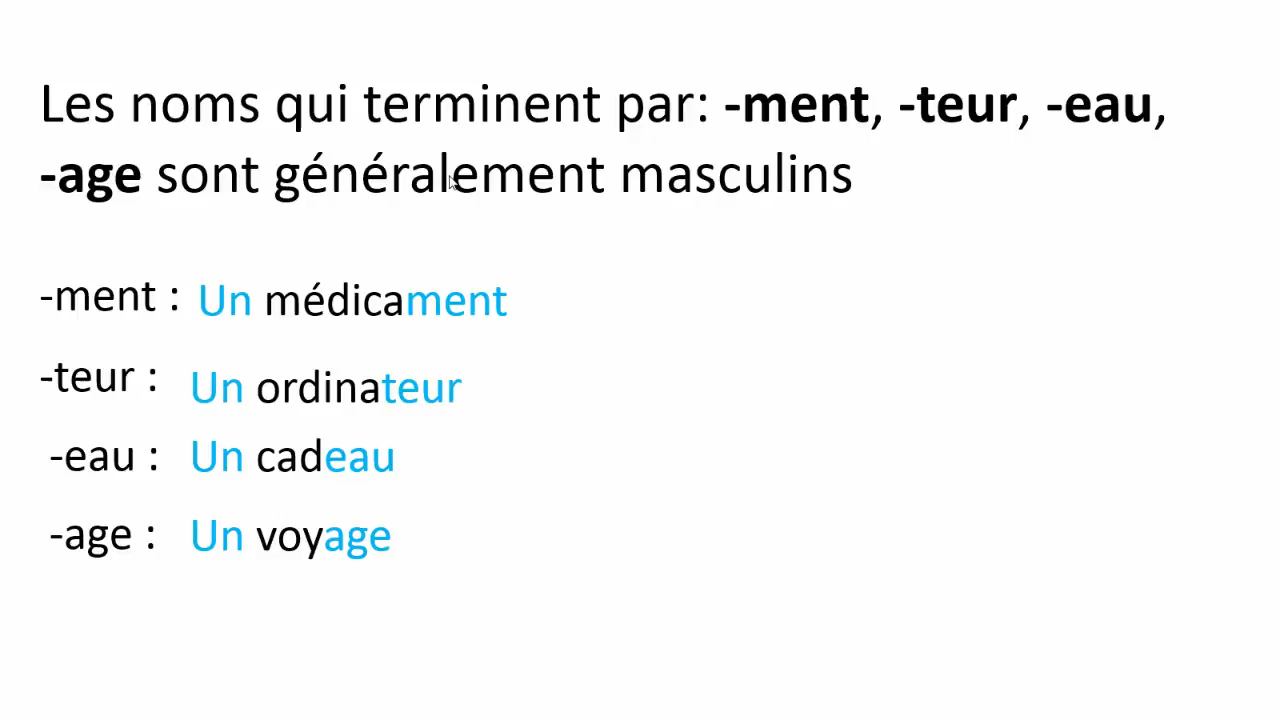 Les noms qui terminent par: -ment, -teur, -eau,
-age sont généralement masculins
-ment : Un médicament
-teur : Un ordinateur
-eau : Un cadeau
-age : Un voyage